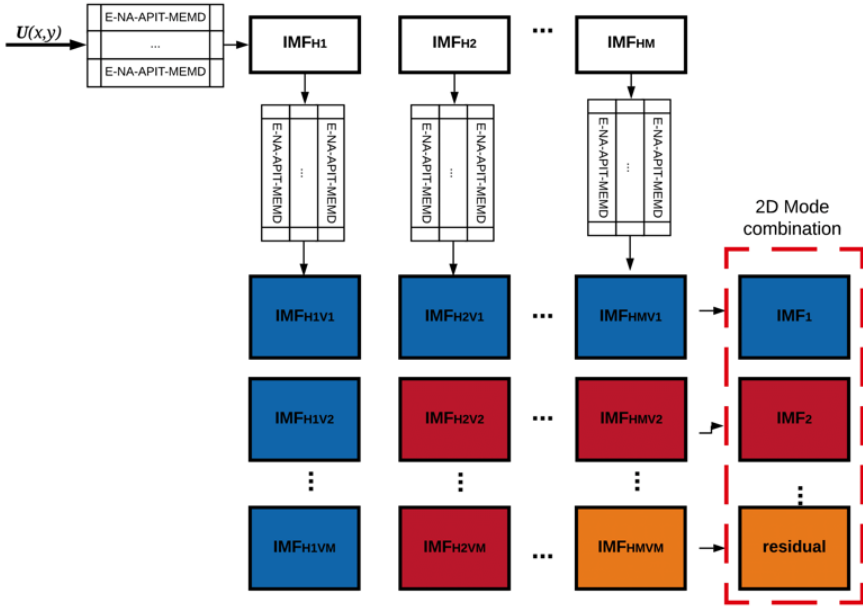 U(x,y)
E-NA-APIT-MEMD
...
E-NA-APIT-MEMD
IMFH1
IMFH2
...
IMFHM
E-NA-APIT-MEMD
...
E-NA-APIT-MEMD
E-NA-APIT-MEMD
...
E-NA-APIT-MEMD
E-NA-APIT-MEMD
...
E-NA-APIT-MEMD
2D Mode
combination
IMFH1V1
IMFH2V1
...
IMFHMV1
IMF1
IMFH1V2
IMFH2V2
...
IMFHMV2
IMF2
...
...
...
...
IMFH1VM
IMFH2VM
...
IMFHMVM
residual